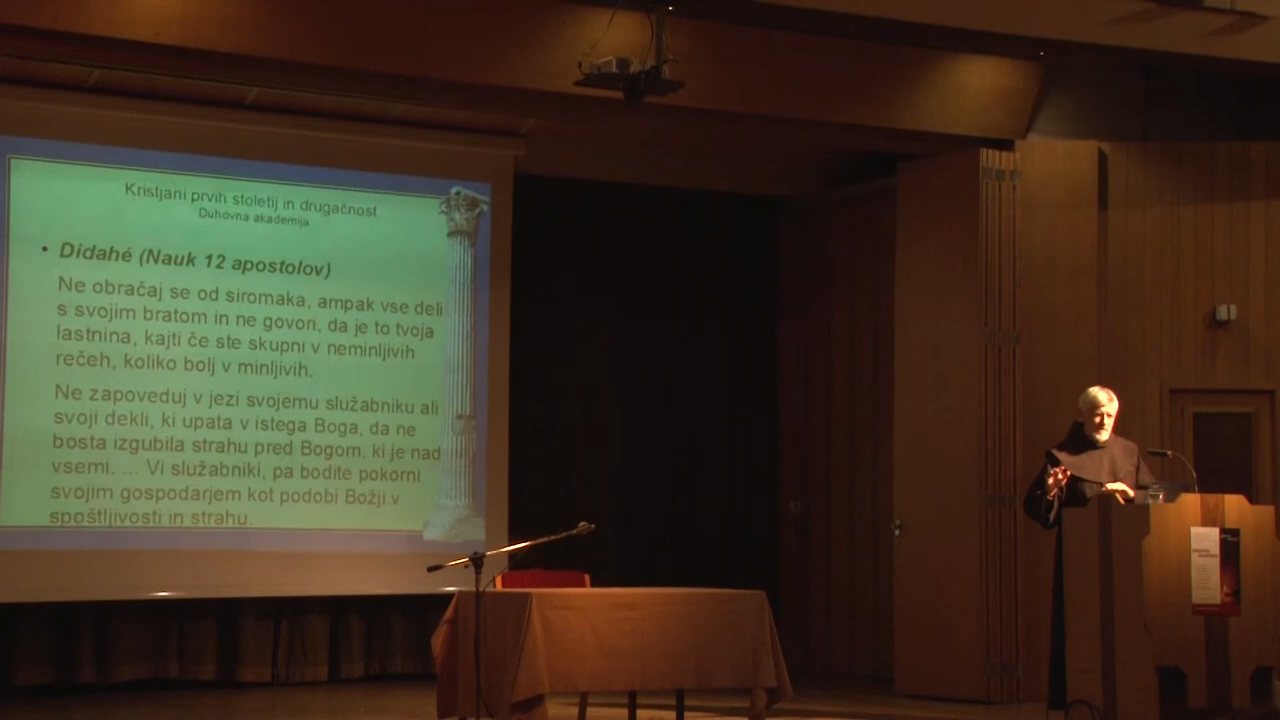 Kristjani prvih stoletij in drugačnost
Duhovna akademija
• Didahé (Nauk 12 apostolov)
Ne obračaj se od siromaka, ampak vse deli
s svojim bratom in ne govori, da je to tvoja
lastnina, kajti če ste skupni v neminljivih
rečeh, koliko bolj v minljivih.
Ne zapoveduj v jezi svojemu služabniku ali
svoji dekli, ki upata v istega Boga, da ne
bosta izgubila strahu pred Bogom, ki je nad
vsemi. ... Vi služabniki, pa bodite pokorni
svojim gospodarjem kot podobi Božji v
spoštljivosti in strahu.